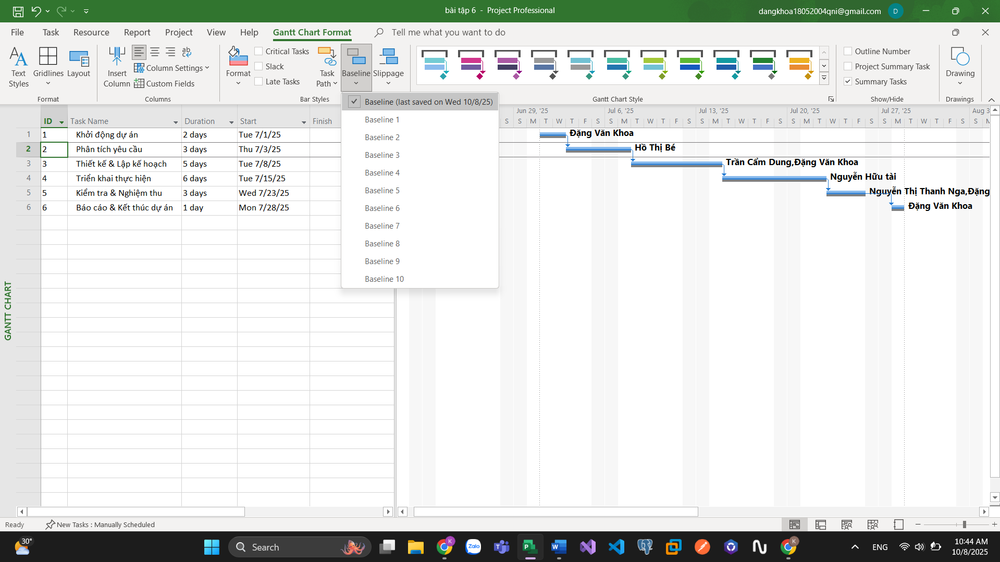 bài tập 6 - Project Professional
dangkhoa18052004qni@gmail.com D
File Task Resource Report Project View Help Gantt Chart Format Tell me what you want to do
Text Styles
Gridlines
Layout
Format
Insert Column
Column Settings
Custom Fields
Columns
Format
Critical Tasks
Slack
Late Tasks
Task Path
Baseline
Slippage
Bar Styles
Gantt Chart Style
Outline Number
Project Summary Task
Summary Tasks
Show/Hide
Drawing
Drawings
Baseline (last saved on Wed 10/8/25)
Baseline 1
Baseline 2
Baseline 3
Baseline 4
Baseline 5
Baseline 6
Baseline 7
Baseline 8
Baseline 9
Baseline 10
ID Task Name Duration Start Finish
1 1 Khởi động dự án 2 days Tue 7/1/25
2 2 Phân tích yêu cầu 3 days Thu 7/3/25
3 3 Thiết kế & Lập kế hoạch 5 days Tue 7/8/25
4 4 Triển khai thực hiện 6 days Tue 7/15/25
5 5 Kiểm tra & Nghiệm thu 3 days Wed 7/23/25
6 6 Báo cáo & Kết thúc dự án 1 day Mon 7/28/25
Jun 29, '25 Jul 6, '25 Jul 13, '25 Jul 20, '25 Jul 27, '25 Aug 3
S S M T W T F S S M T W T F S S M T W T F S S M T W T F S S M T W T F S S M
Đặng Văn Khoa
Hồ Thị Bé
Trần Cẩm Dung,Đặng Văn Khoa
Nguyễn Hữu tài
Nguyễn Thị Thanh Nga,Đặng
Đặng Văn Khoa
GANTT CHART
Ready New Tasks : Manually Scheduled
30°
Search
K
Zalo
K
ENG
10:44 AM
10/8/2025